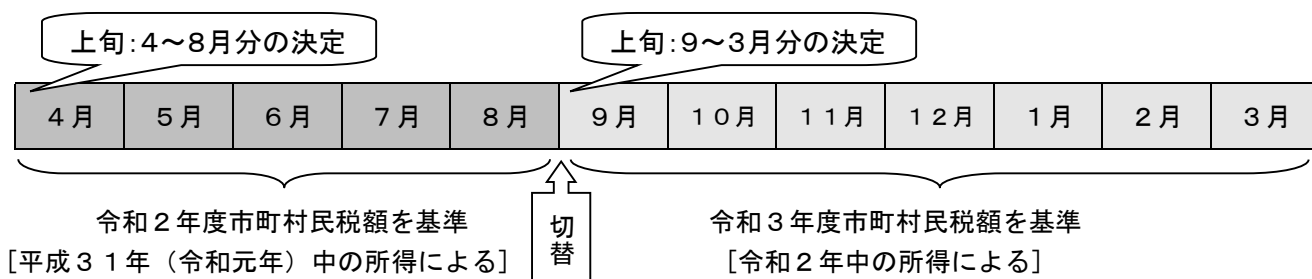 上旬：４～８月分の決定
上旬：９～３月分の決定
４月 ５月 ６月 ７月 ８月 ９月 １０月 １１月 １２月 １月 ２月 ３月
令和２年度市町村民税額を基準
［平成３１年（令和元年）中の所得による］
切替
令和３年度市町村民税額を基準
［令和２年中の所得による］